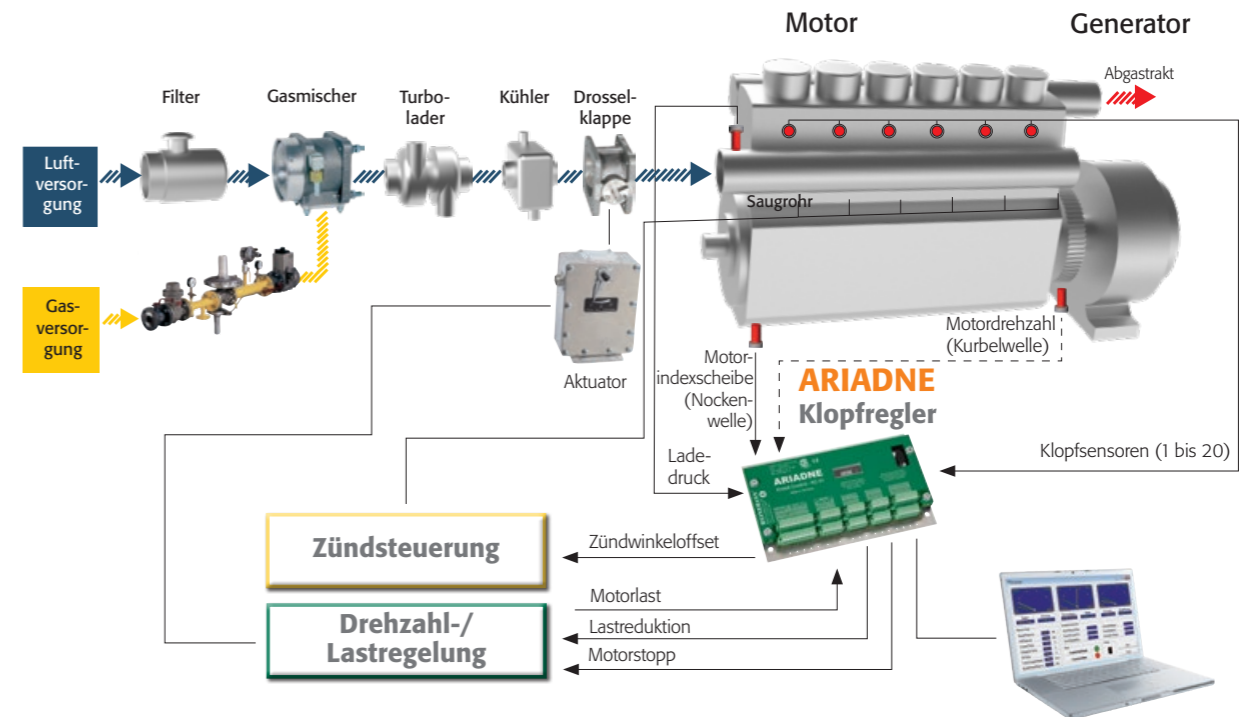 Motor
Generator
Abgastrakt
Filter
Gasmischer
Turbo-
lader
Kühler
Drossel-
klappe
Luft-
versor-
gung
Saugrohr
Gas-
versor-
gung
Aktuator
Motordrehzahl
(Kurbelwelle)
Motor-
indexscheibe
(Nocken-
welle)
ARIADNE
Klopfregler
Klopfsensoren (1 bis 20)
Lade-
druck
ARIADNE
Zündsteuerung
Zündwinkeloffset
Motorlast
Drehzahl-/
Lastregelung
Lastreduktion
Motorstopp